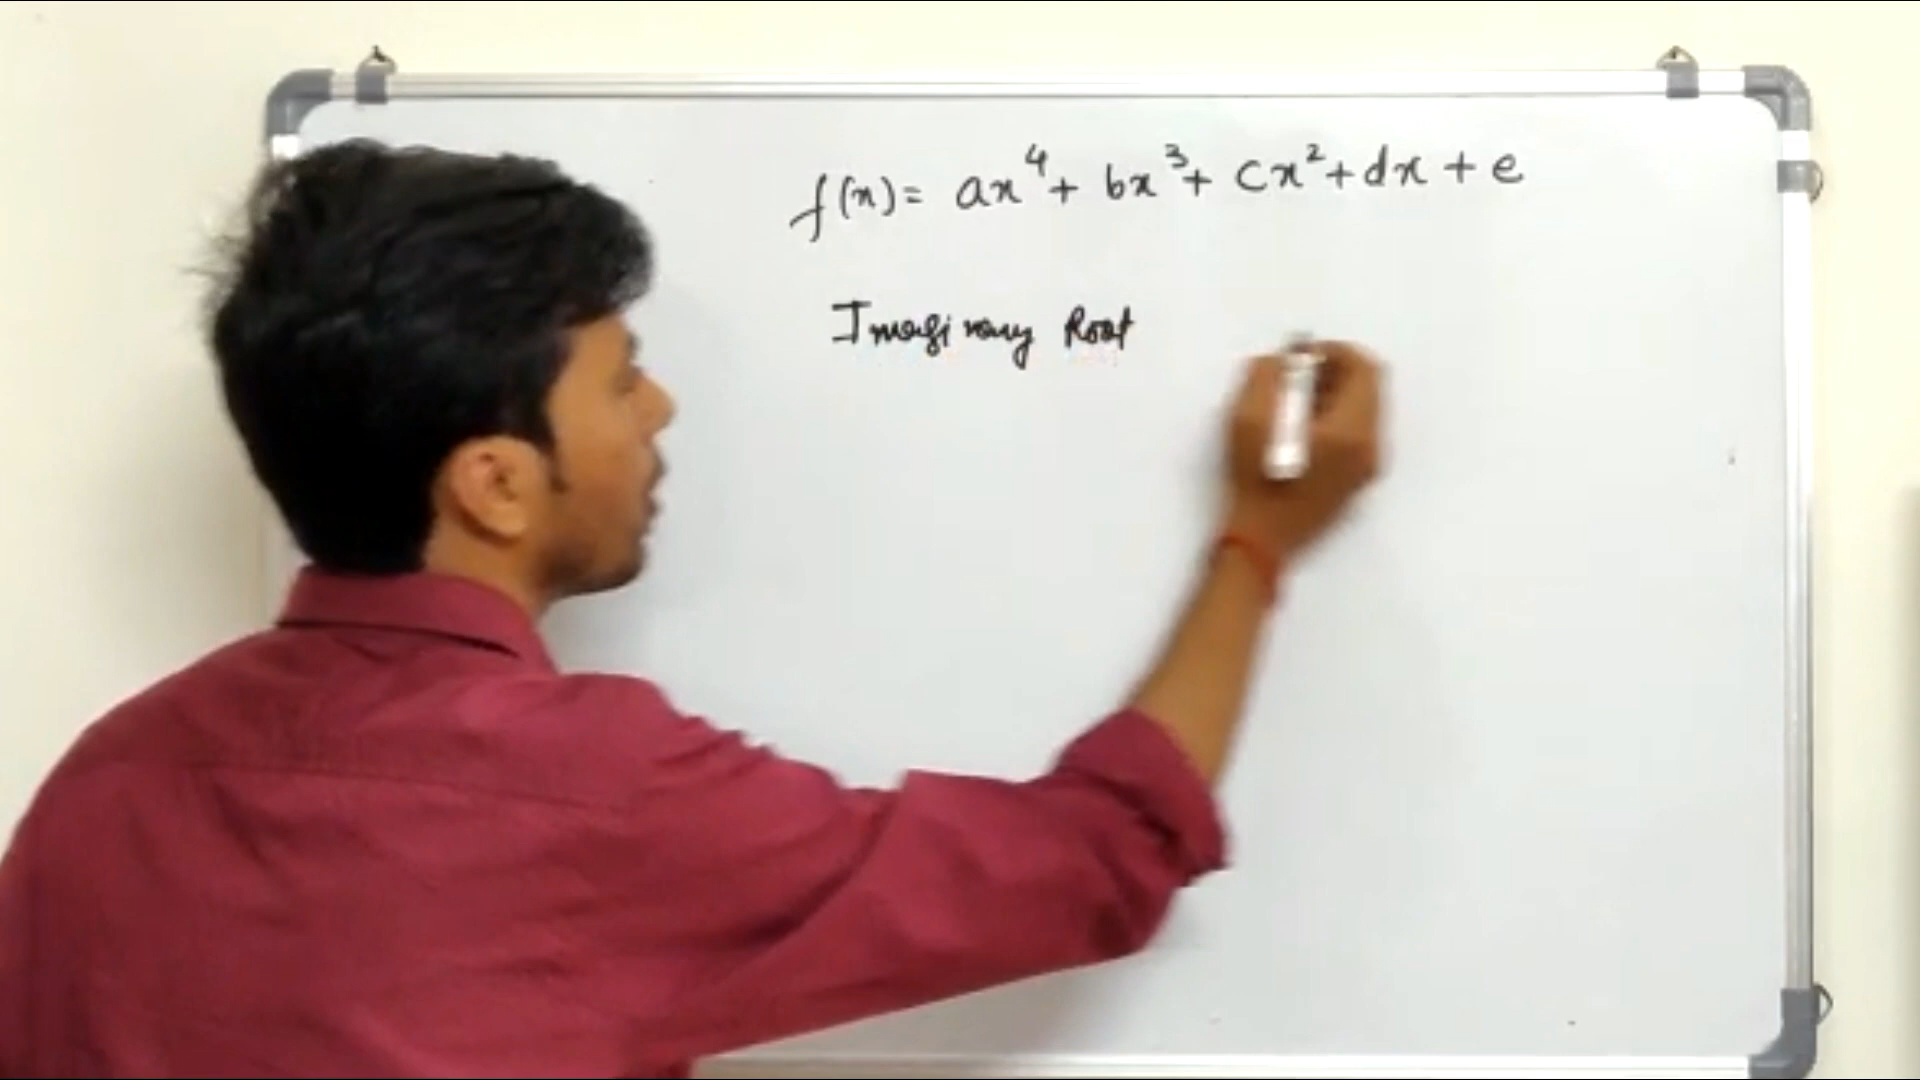 f(x) = ax⁴ + bx³ + cx² + dx + e
Imaginary Root